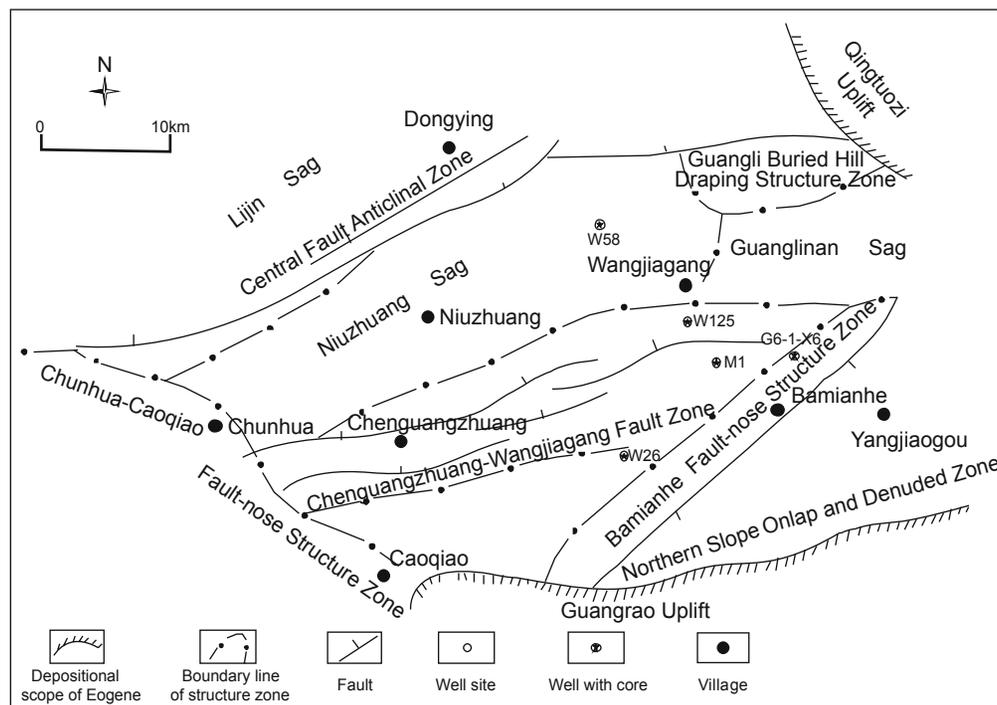 N
0 10km
Qingtuozi
Uplift
Dongying
Lijin Sag
Central Fault Anticlinal Zone
Guangli Buried Hill
Draping Structure Zone
W58
Guanglinan Sag
Wangjiagang
Niuzhuang Sag
Niuzhuang
W125
G6-1-X6
M1
Chunhua-Caoqiao
Fault-nose Structure Zone
Chunhua
Chenguangzhuang
Bamianhe
Yangjiaogou
Chenguangzhuang-Wangjiagang Fault Zone
W26
Bamianhe Fault-nose Structure Zone
Northern Slope Onlap and Denuded Zone
Caoqiao
Guangrao Uplift
Depositional
scope of Eogene
Boundary line
of structure zone
Fault
Well site
Well with core
Village